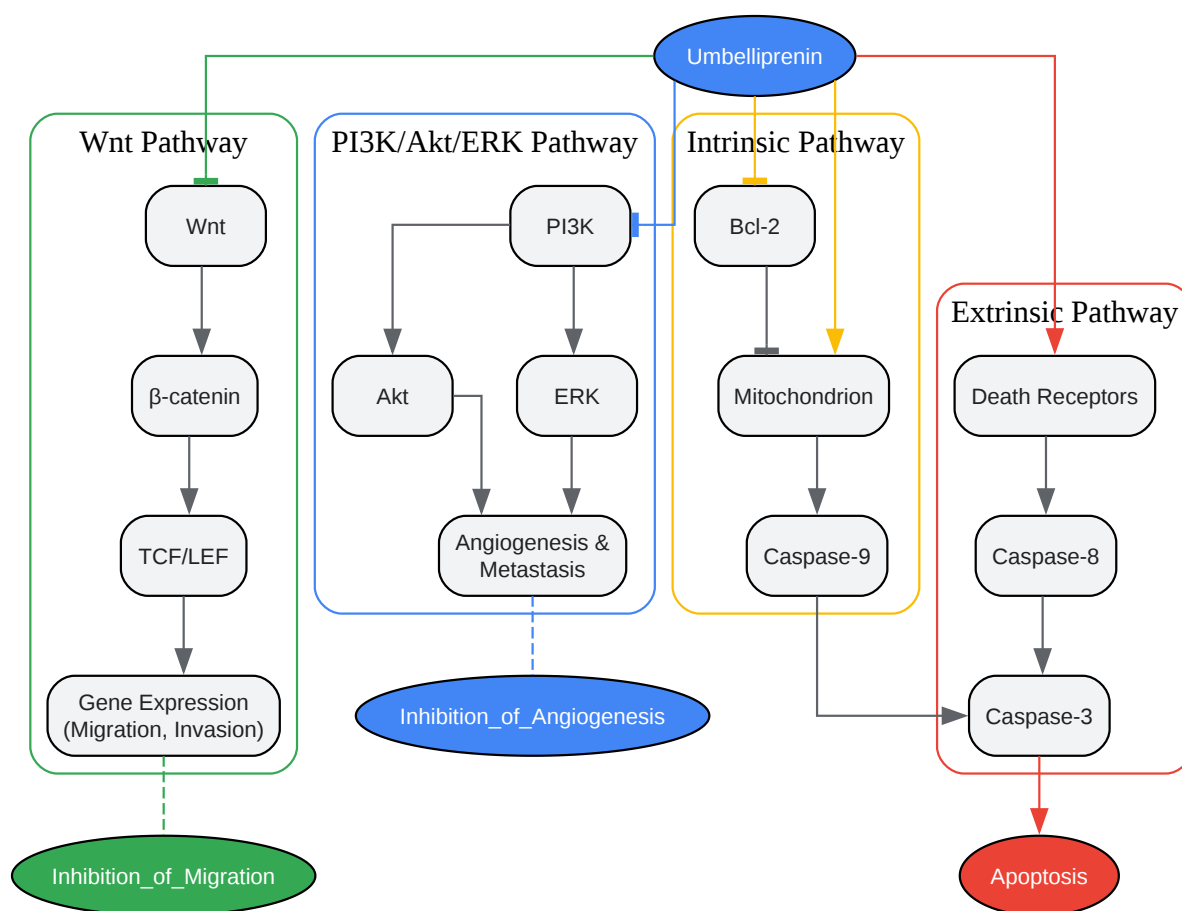 Umbelliprenin
Wnt Pathway
PI3K/Akt/ERK Pathway
Intrinsic Pathway
Wnt
PI3K
Bcl-2
Extrinsic Pathway
β-catenin
Akt
ERK
Mitochondrion
Death Receptors
TCF/LEF
Angiogenesis &
Metastasis
Caspase-9
Caspase-8
Gene Expression
(Migration, Invasion)
Inhibition_of_Angiogenesis
Caspase-3
Inhibition_of_Migration
Apoptosis